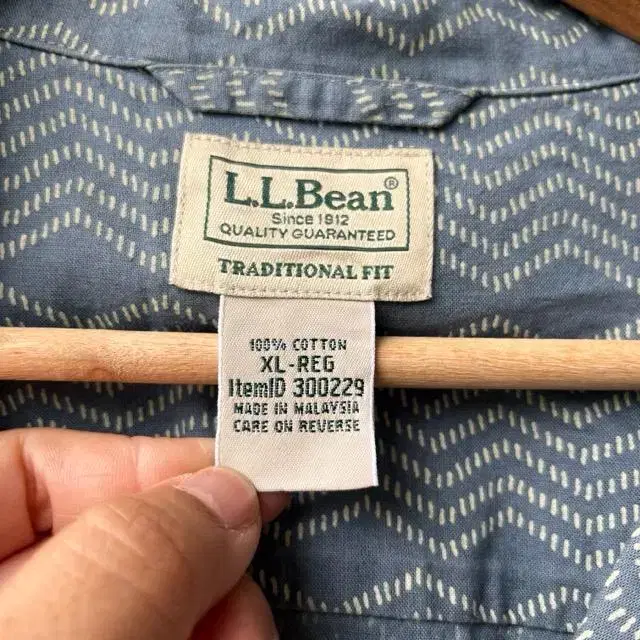 L.L.Bean®
Since 1912
QUALITY GUARANTEED
TRADITIONAL FIT
100% COTTON
XL-REG
ItemID 300229
MADE IN MALAYSIA
CARE ON REVERSE